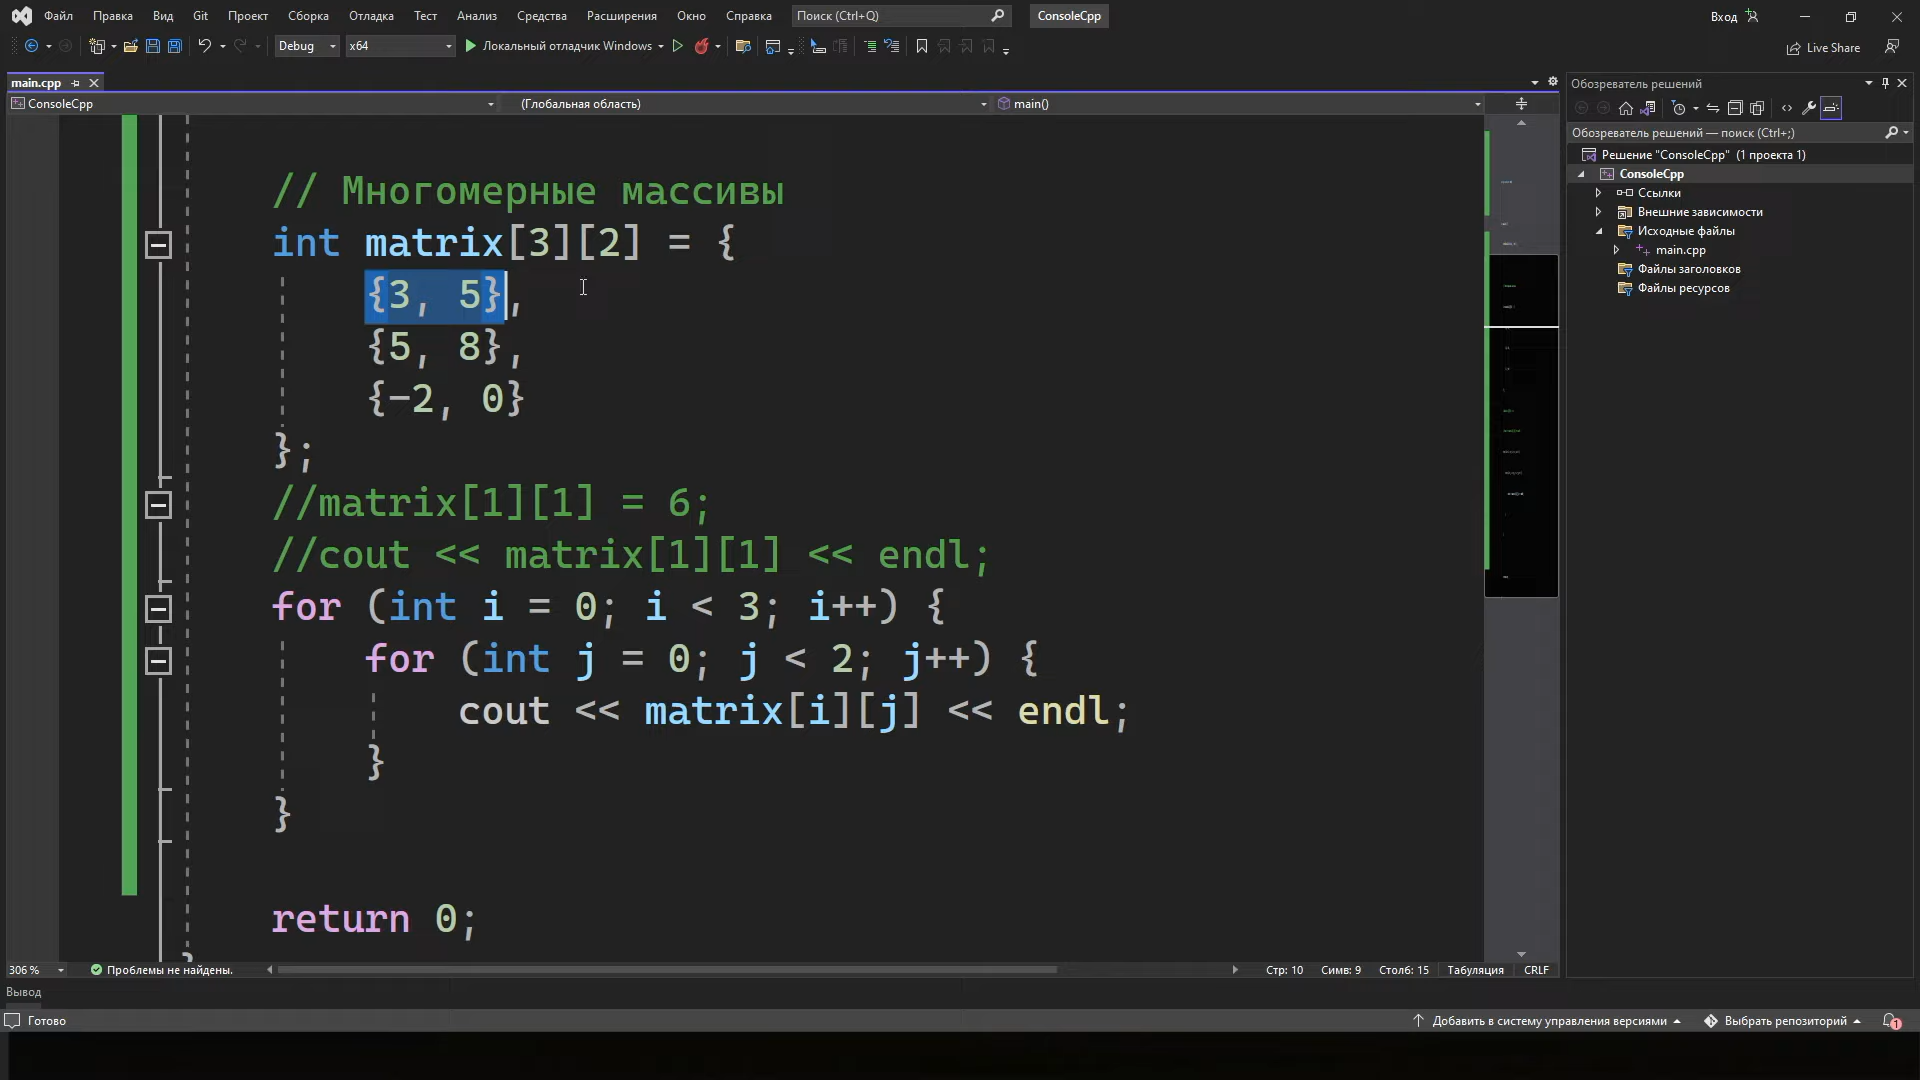 Файл Правка Вид Git Проект Сборка Отладка Тест Анализ Средства Расширения Окно Справка Поиск (Ctrl+Q) ConsoleCpp Вход
Debug x64 Локальный отладчик Windows Live Share
main.cpp
ConsoleCpp (Глобальная область) main()
// Многомерные массивы
int matrix[3][2] = {
{3, 5},
{5, 8},
{-2, 0}
};
//matrix[1][1] = 6;
//cout << matrix[1][1] << endl;
for (int i = 0; i < 3; i++) {
for (int j = 0; j < 2; j++) {
cout << matrix[i][j] << endl;
}
}
return 0;
306 % Проблемы не найдены. Стр: 10 Симв: 9 Столб: 15 Табуляция CRLF
Обозреватель решений
Обозреватель решений — поиск (Ctrl+;)
Решение "ConsoleCpp" (1 проекта 1)
ConsoleCpp
Ссылки
Внешние зависимости
Исходные файлы
main.cpp
Файлы заголовков
Файлы ресурсов
Вывод
Готово Добавить в систему управления версиями Выбрать репозиторий 1